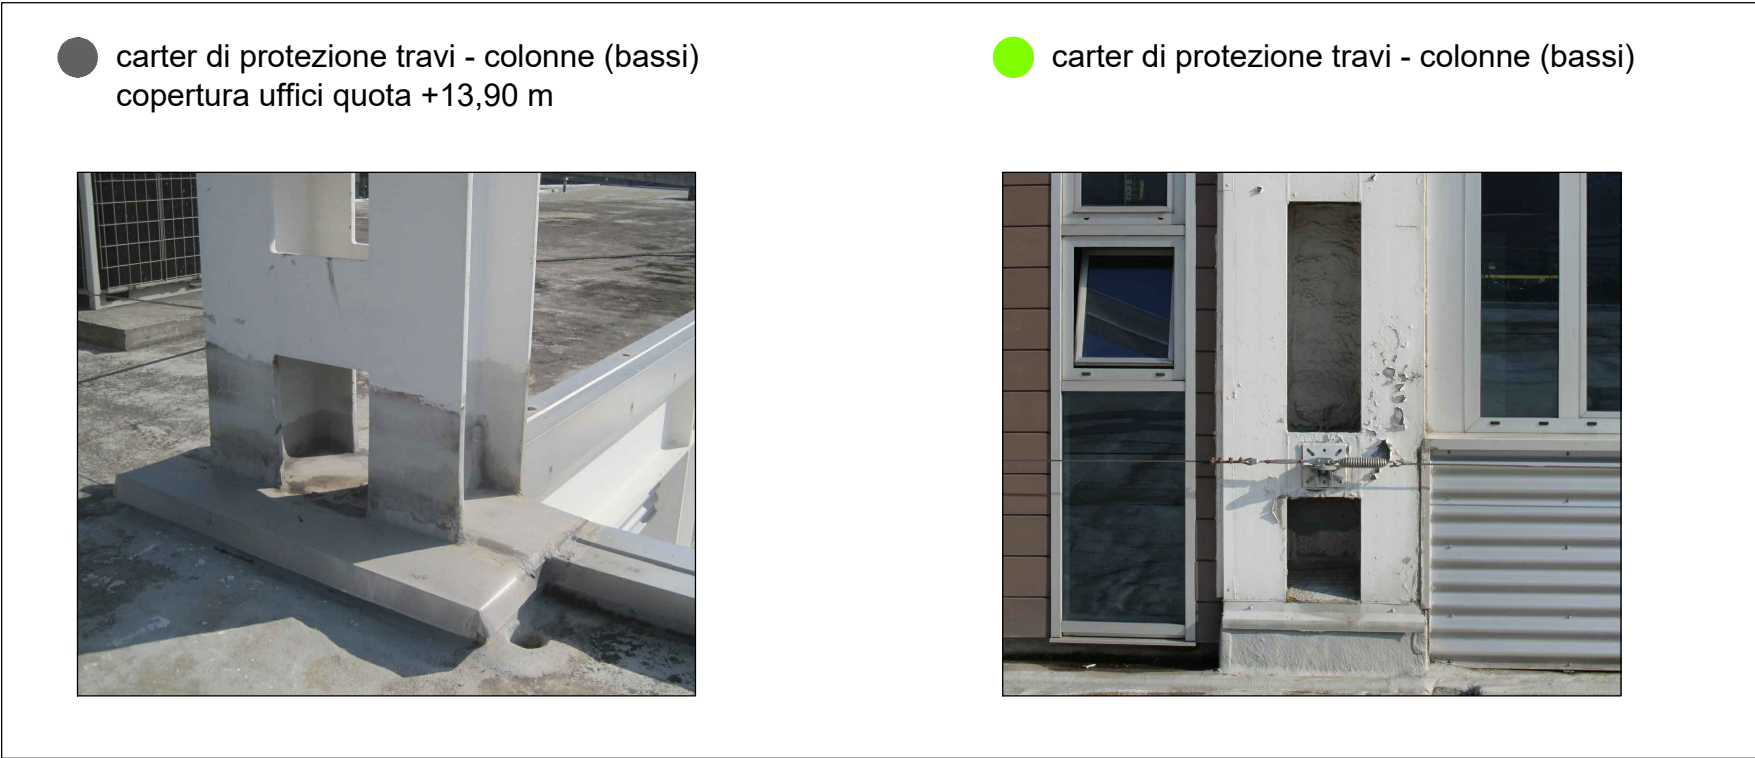 carter di protezione travi - colonne (bassi)
copertura uffici quota +13,90 m
carter di protezione travi - colonne (bassi)